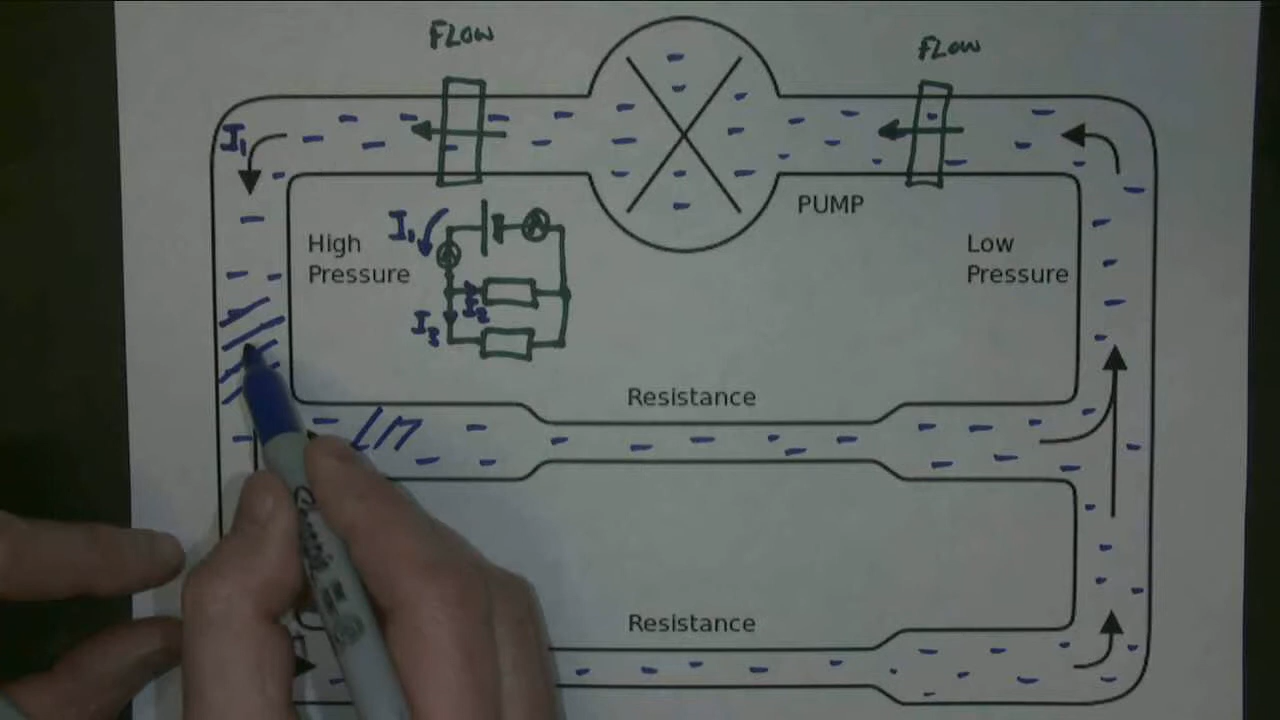 FLOW
FLOW
I₁
PUMP
High
Pressure
I₁
Low
Pressure
I₂
I₃
Resistance
Resistance